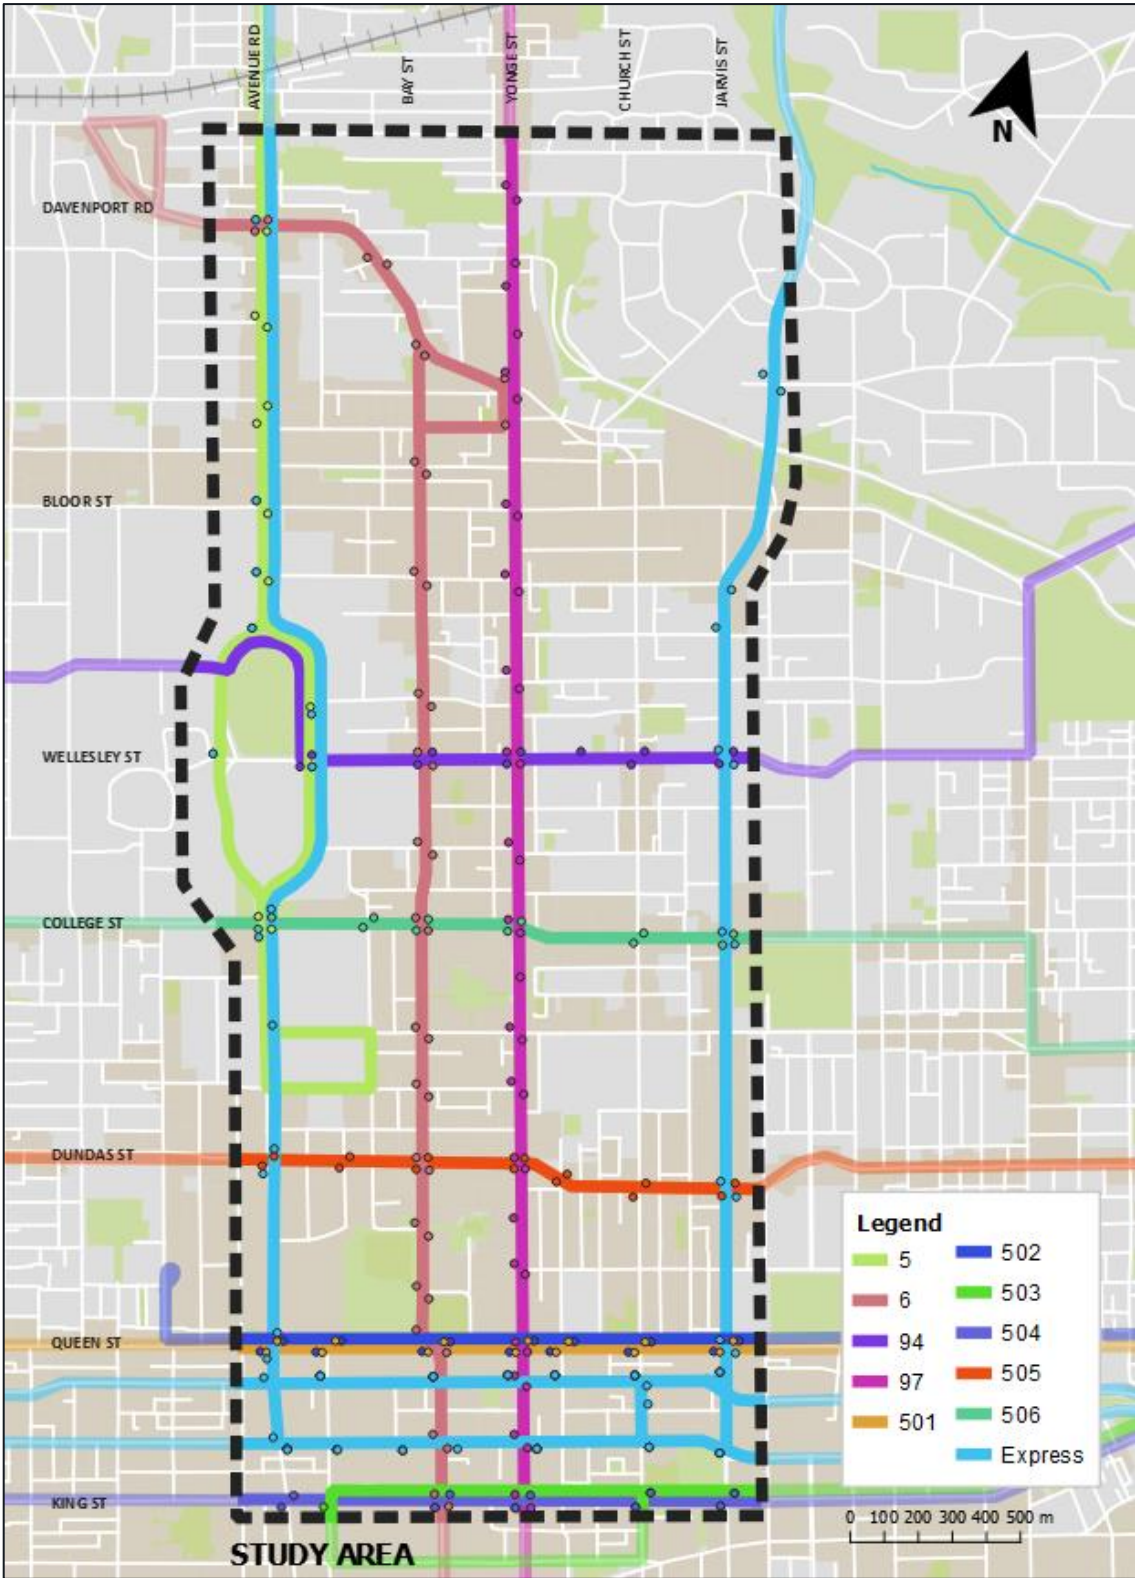 AVENUE RD
BAY ST
YONGE ST
CHURCH ST
JARVIS ST
N
DAVENPORT RD
BLOOR ST
WELLESLEY ST
COLLEGE ST
DUNDAS ST
QUEEN ST
KING ST
STUDY AREA
Legend
5
6
94
97
501
502
503
504
505
506
Express
0 100 200 300 400 500 m